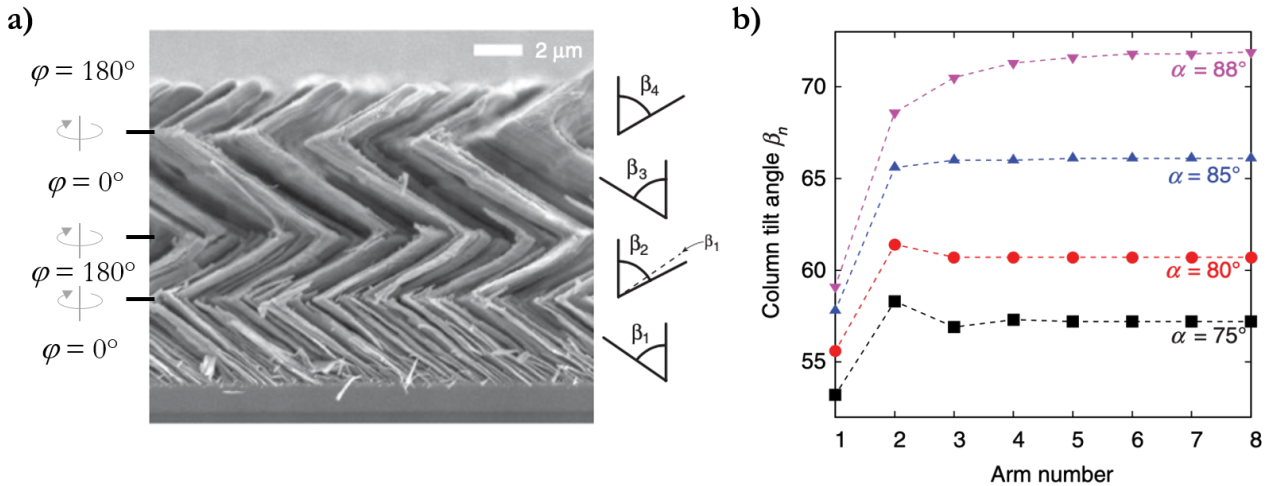 a)
2 μm
φ = 180°
φ = 0°
φ = 180°
φ = 0°
β4
β3
β2
β1
β1
b)
Column tilt angle βn
70
65
60
55
α = 88°
α = 85°
α = 80°
α = 75°
1 2 3 4 5 6 7 8
Arm number